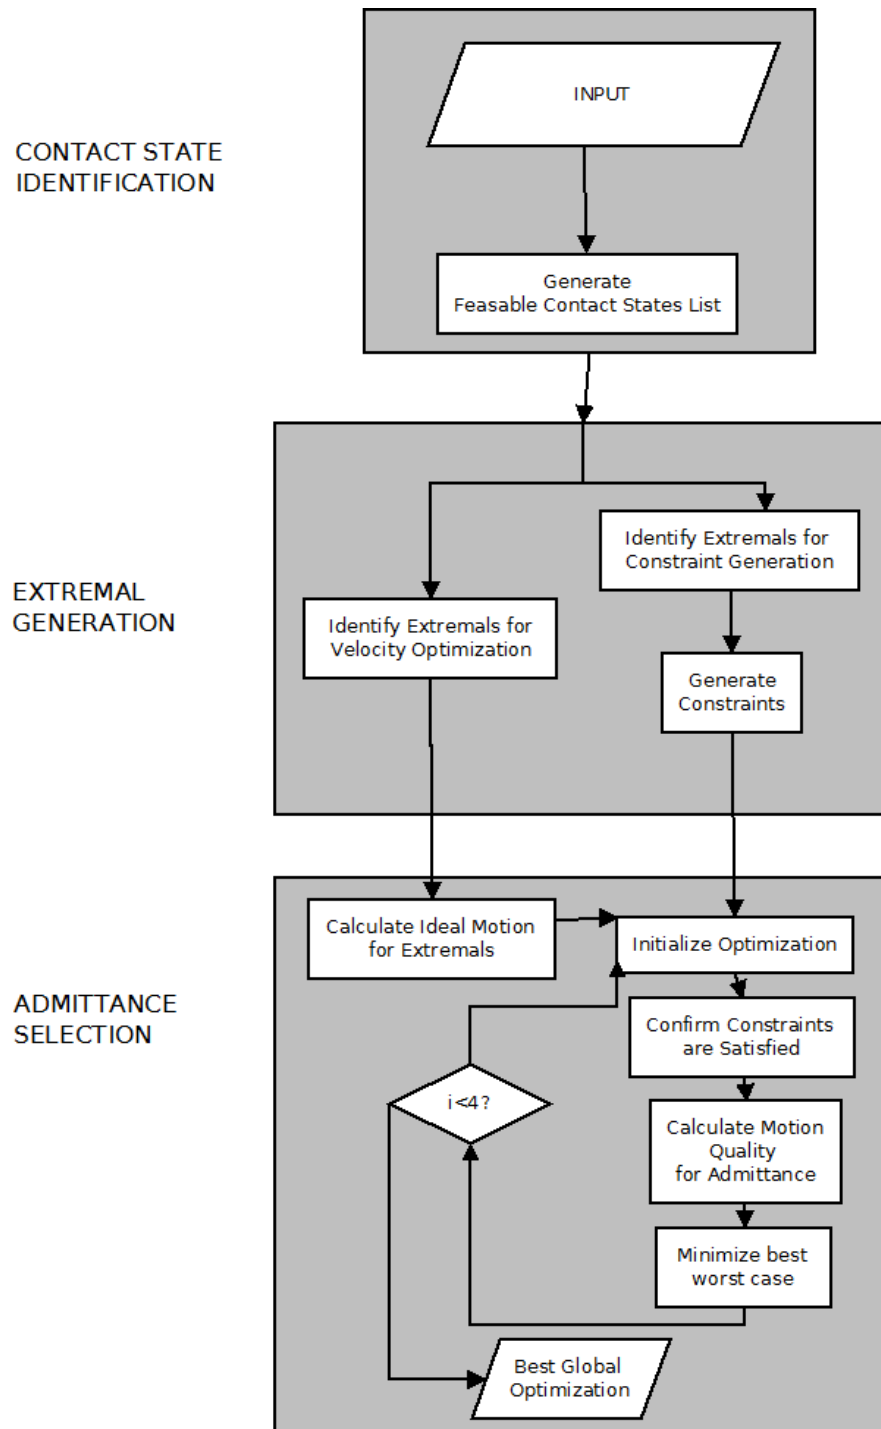 CONTACT STATE
IDENTIFICATION
INPUT
Generate
Feasable Contact States List
EXTREMAL
GENERATION
Identify Extremals for
Constraint Generation
Identify Extremals for
Velocity Optimization
Generate
Constraints
ADMITTANCE
SELECTION
Calculate Ideal Motion
for Extremals
Initialize Optimization
Confirm Constraints
are Satisfied
i<4?
Calculate Motion
Quality
for Admittance
Minimize best
worst case
Best Global
Optimization